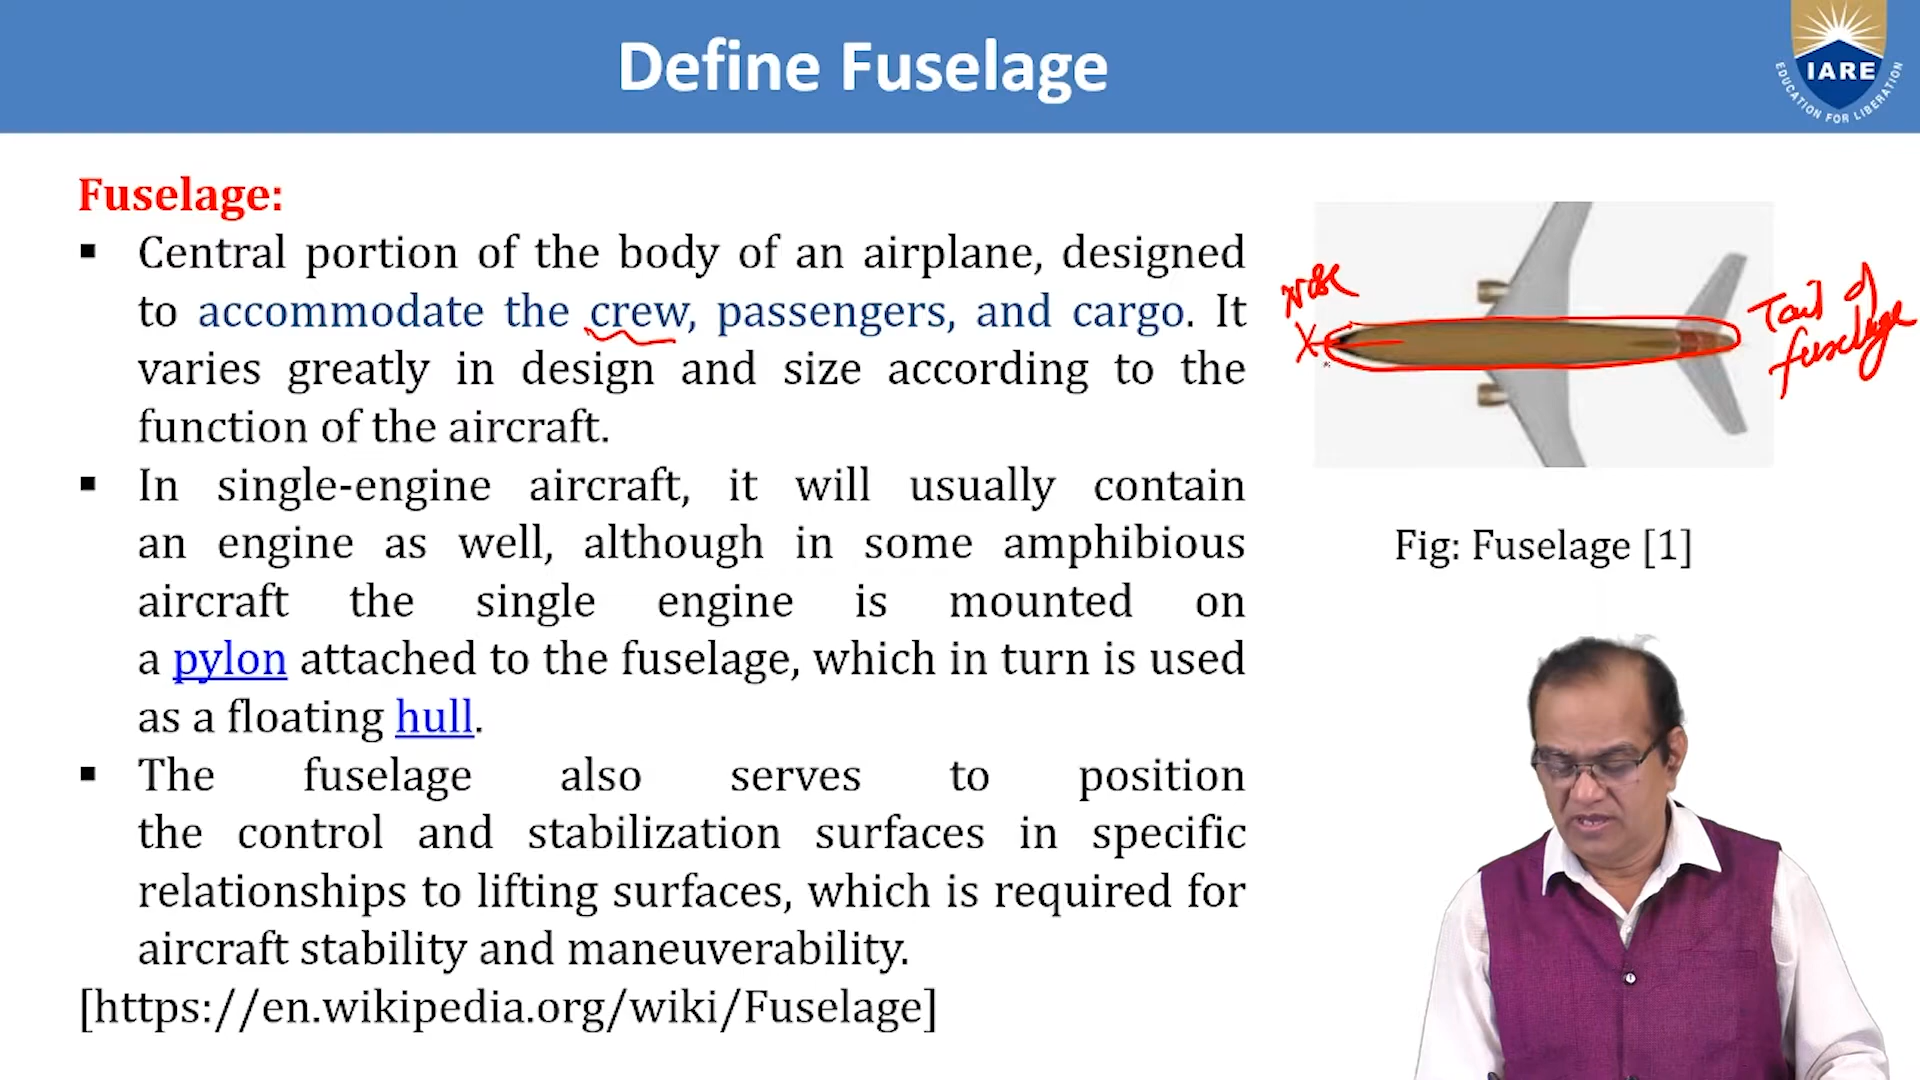 Define Fuselage
IARE
EDUCATION FOR LIBERATION
Fuselage:
▪ Central portion of the body of an airplane, designed
to accommodate the crew, passengers, and cargo. It
varies greatly in design and size according to the
function of the aircraft.
▪ In single-engine aircraft, it will usually contain
an engine as well, although in some amphibious
aircraft the single engine is mounted on
a pylon attached to the fuselage, which in turn is used
as a floating hull.
▪ The fuselage also serves to position
the control and stabilization surfaces in specific
relationships to lifting surfaces, which is required for
aircraft stability and maneuverability.
[https://en.wikipedia.org/wiki/Fuselage]
Nose
X
Tail of
fuselage
Fig: Fuselage [1]